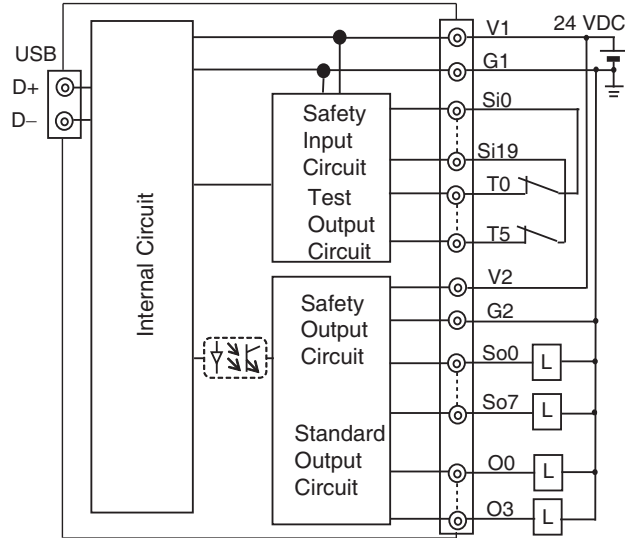 USB
D+
D−
Internal Circuit
Safety
Input
Circuit
Test
Output
Circuit
Safety
Output
Circuit
Standard
Output
Circuit
V1
24 VDC
G1
Si0
Si19
T0
T5
V2
G2
So0
L
So7
L
O0
L
O3
L